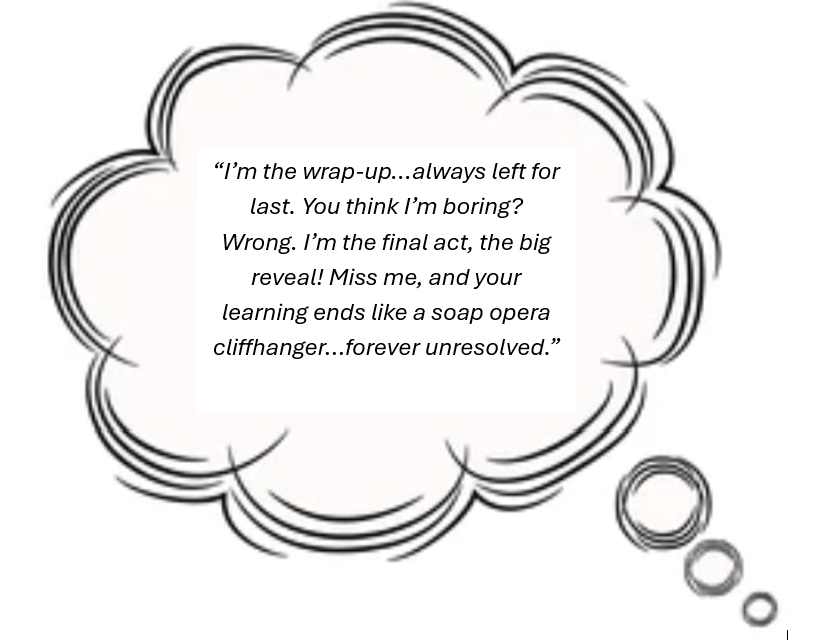 “I’m the wrap-up...always left for
last. You think I’m boring?
Wrong. I’m the final act, the big
reveal! Miss me, and your
learning ends like a soap opera
cliffhanger...forever unresolved.”